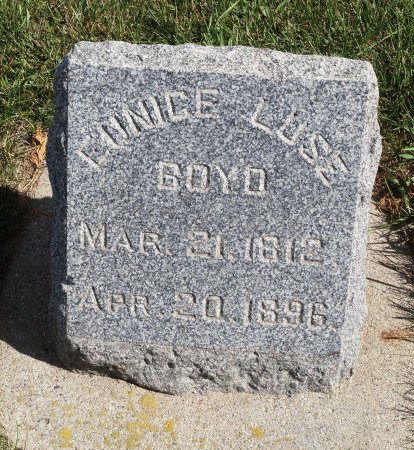 EUNICE LUSE
BOYD
MAR. 21. 1812.
APR. 20. 1896.